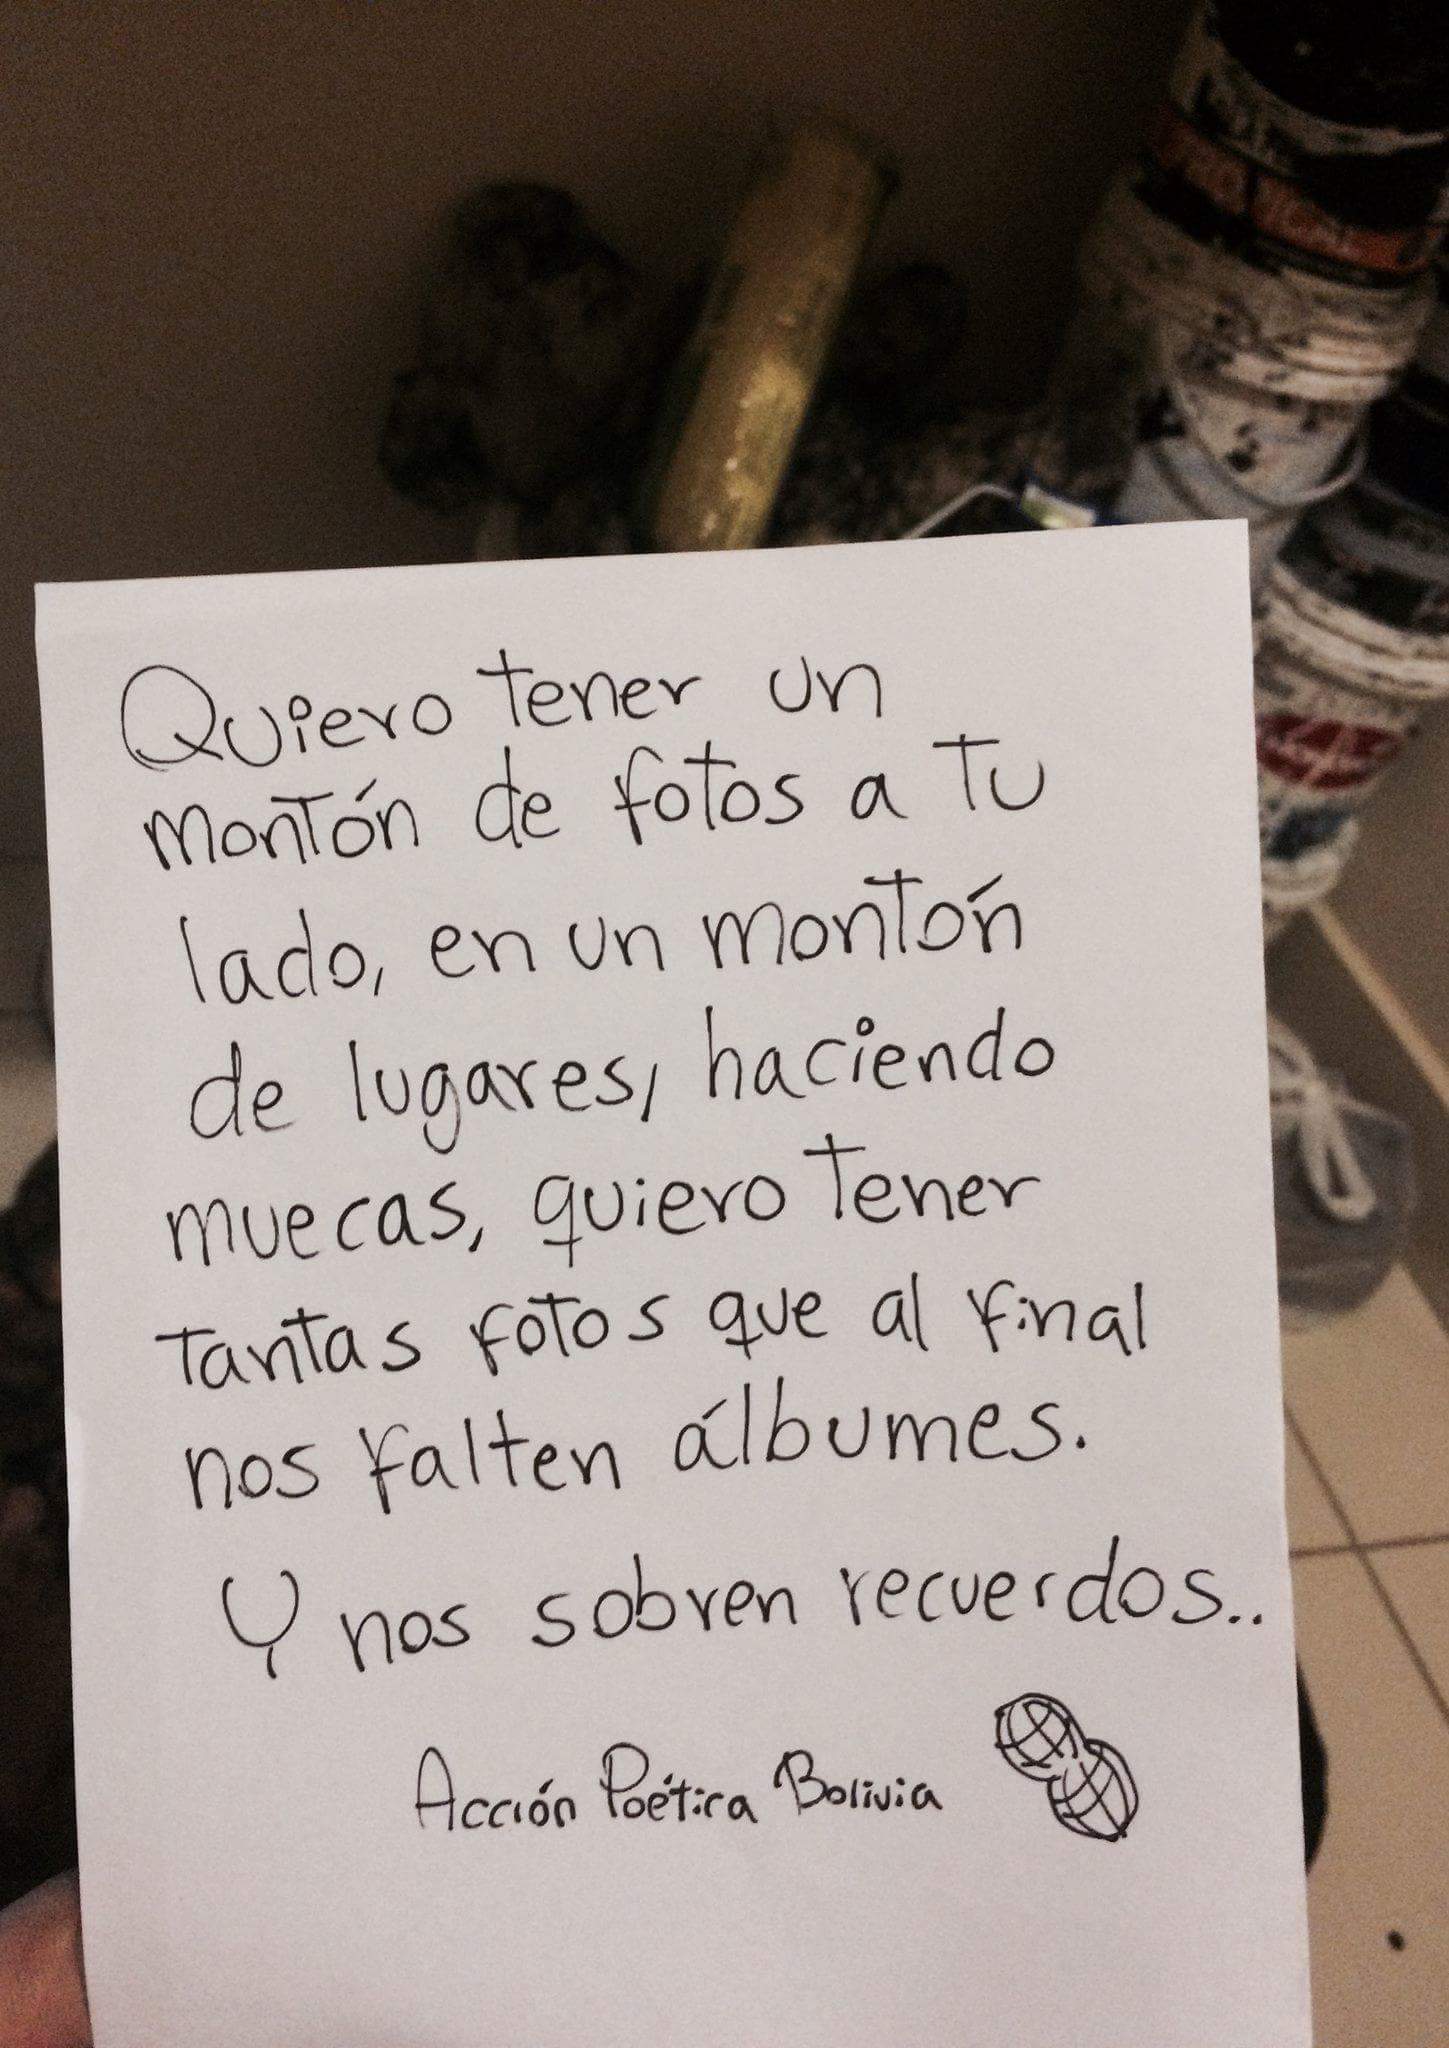 Quiero tener un
montón de fotos a tu
lado, en un montón
de lugares, haciendo
muecas, quiero tener
tantas fotos que al final
nos falten álbumes.
Y nos sobren recuerdos..
Acción Poética Bolivia